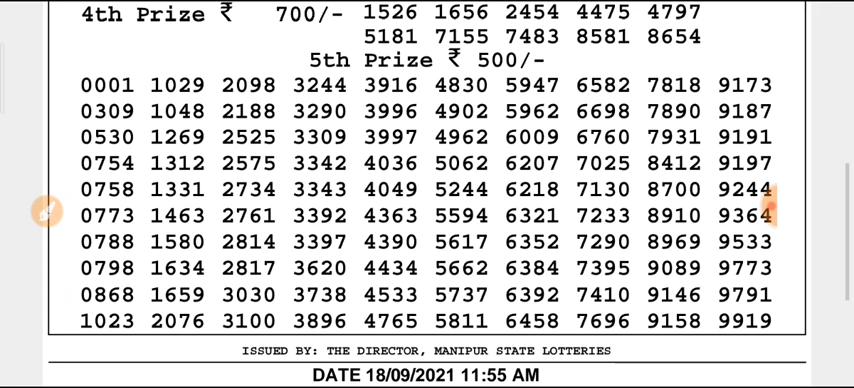 4th Prize ₹ 700/- 1526 1656 2454 4475 4797
5181 7155 7483 8581 8654
5th Prize ₹ 500/-
0001 1029 2098 3244 3916 4830 5947 6582 7818 9173
0309 1048 2188 3290 3996 4902 5962 6698 7890 9187
0530 1269 2525 3309 3997 4962 6009 6760 7931 9191
0754 1312 2575 3342 4036 5062 6207 7025 8412 9197
0758 1331 2734 3343 4049 5244 6218 7130 8700 9244
0773 1463 2761 3392 4363 5594 6321 7233 8910 9364
0788 1580 2814 3397 4390 5617 6352 7290 8969 9533
0798 1634 2817 3620 4434 5662 6384 7395 9089 9773
0868 1659 3030 3738 4533 5737 6392 7410 9146 9791
1023 2076 3100 3896 4765 5811 6458 7696 9158 9919
ISSUED BY: THE DIRECTOR, MANIPUR STATE LOTTERIES
DATE 18/09/2021 11:55 AM